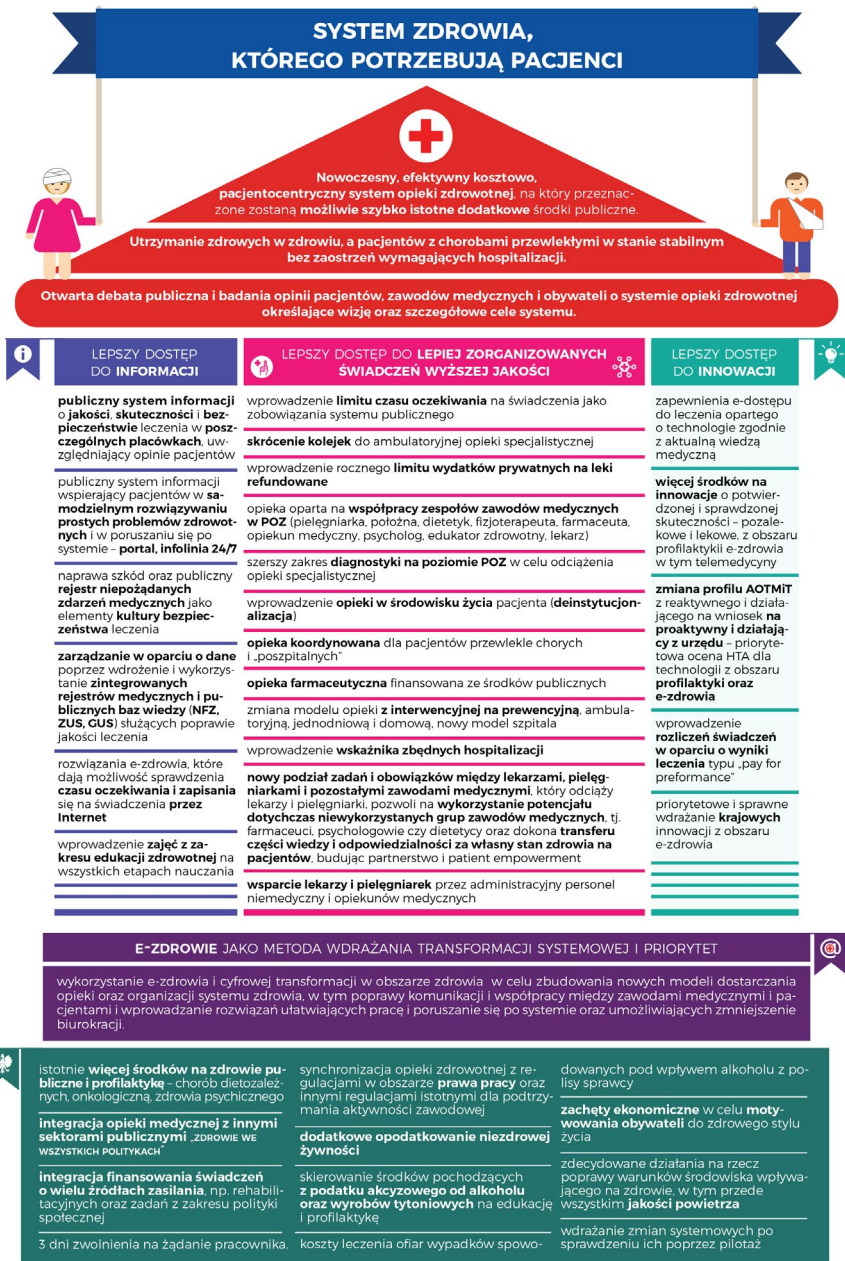 SYSTEM ZDROWIA,
KTÓREGO POTRZEBUJĄ PACJENCI
Nowoczesny, efektywny kosztowo,
pacjentocentryczny system opieki zdrowotnej, na który przeznac-
zone zostaną możliwie szybko istotne dodatkowe środki publiczne.
Utrzymanie zdrowych w zdrowiu, a pacjentów z chorobami przewlekłymi w stanie stabilnym
bez zaostrzeń wymagających hospitalizacji.
Otwarta debata publiczna i badania opinii pacjentów, zawodów medycznych i obywateli o systemie opieki zdrowotnej
określające wizję oraz szczegółowe cele systemu.
LEPSZY DOSTĘP
DO INFORMACJI
publiczny system informacji
o jakości, skuteczności i bez-
pieczeństwie leczenia w posz-
czególnych placówkach, uw-
zględniający opinie pacjentów
publiczny system informacji
wspierający pacjentów w sa-
modzielnym rozwiązywaniu
prostych problemów zdrowot-
nych i w poruszaniu się po
systemie – portal, infolinia 24/7
naprawa szkód oraz publiczny
rejestr niepożądanych
zdarzeń medycznych jako
elementy kultury bezpiec-
zeństwa leczenia
zarządzanie w oparciu o dane
poprzez wdrożenie i wykorzys-
tanie zintegrowanych
rejestrów medycznych i pu-
blicznych baz wiedzy (NFZ,
ZUS, GUS) służących poprawie
jakości leczenia
rozwiązania e-zdrowia, które
dają możliwość sprawdzenia
czasu oczekiwania i zapisania
się na świadczenia przez
Internet
wprowadzenie zajęć z za-
kresu edukacji zdrowotnej na
wszystkich etapach nauczania
LEPSZY DOSTĘP DO LEPIEJ ZORGANIZOWANYCH
ŚWIADCZEŃ WYŻSZEJ JAKOŚCI
wprowadzenie limitu czasu oczekiwania na świadczenia jako
zobowiązania systemu publicznego
skrócenie kolejek do ambulatoryjnej opieki specjalistycznej
wprowadzenie rocznego limitu wydatków prywatnych na leki
refundowane
opieka oparta na współpracy zespołów zawodów medycznych
w POZ (pielęgniarka, położna, dietetyk, fizjoterapeuta, farmaceuta,
opiekun medyczny, psycholog, edukator zdrowotny, lekarz)
szerszy zakres diagnostyki na poziomie POZ w celu odciążenia
opieki specjalistycznej
wprowadzenie opieki w środowisku życia pacjenta (deinstytucjon-
alizacja)
opieka koordynowana dla pacjentów przewlekle chorych
i „poszpitalnych”
opieka farmaceutyczna finansowana ze środków publicznych
zmiana modelu opieki z interwencyjnej na prewencyjną, ambula-
toryjną, jednodniową i domową, nowy model szpitala
wprowadzenie wskaźnika zbędnych hospitalizacji
nowy podział zadań i obowiązków między lekarzami, pielęg-
niarkami i pozostałymi zawodami medycznymi, który odciąży
lekarzy i pielęgniarki, pozwoli na wykorzystanie potencjału
dotychczas niewykorzystanych grup zawodów medycznych, tj.
farmaceuci, psychologowie czy dietetycy oraz dokona transferu
części wiedzy i odpowiedzialności za własny stan zdrowia na
pacjentów, budując partnerstwo i patient empowerment
wsparcie lekarzy i pielęgniarek przez administracyjny personel
niemedyczny i opiekunów medycznych
LEPSZY DOSTĘP
DO INNOWACJI
zapewnienia e-dostępu
do leczenia opartego
o technologie zgodnie
z aktualną wiedzą
medyczną
więcej środków na
innowacje o potwier-
dzonej i sprawdzonej
skuteczności – pozale-
kowe i lekowe, z obszaru
profilaktykii e-zdrowia
w tym telemedycyny
zmiana profilu AOTMiT
z reaktywnego i działa-
jącego na wniosek na
proaktywny i działają-
cy z urzędu – prioryte-
towa ocena HTA dla
technologii z obszaru
profilaktyki oraz
e-zdrowia
wprowadzenie
rozliczeń świadczeń
w oparciu o wyniki
leczenia typu „pay for
preformance”
priorytetowe i sprawne
wdrażanie krajowych
innowacji z obszaru
e-zdrowia
E-ZDROWIE JAKO METODA WDRAŻANIA TRANSFORMACJI SYSTEMOWEJ I PRIORYTET
wykorzystanie e-zdrowia i cyfrowej transformacji w obszarze zdrowia w celu zbudowania nowych modeli dostarczania
opieki oraz organizacji systemu zdrowia, w tym poprawy komunikacji i współpracy między zawodami medycznymi i pa-
cjentami i wprowadzanie rozwiązań ułatwiających pracę i poruszanie się po systemie oraz umożliwiających zmniejszenie
biurokracji.
istotnie więcej środków na zdrowie pu-
bliczne i profilaktykę – chorób dietozależ-
nych, onkologiczną, zdrowia psychicznego
integracja opieki medycznej z innymi
sektorami publicznymi „ZDROWIE WE
WSZYSTKICH POLITYKACH”
integracja finansowania świadczeń
o wielu źródłach zasilania, np. rehabili-
tacyjnych oraz zadań z zakresu polityki
społecznej
3 dni zwolnienia na żądanie pracownika.
synchronizacja opieki zdrowotnej z re-
gulacjami w obszarze prawa pracy oraz
innymi regulacjami istotnymi dla podtrzy-
mania aktywności zawodowej
dodatkowe opodatkowanie niezdrowej
żywności
skierowanie środków pochodzących
z podatku akcyzowego od alkoholu
oraz wyrobów tytoniowych na edukację
i profilaktykę
koszty leczenia ofiar wypadków spowo-
dowanych pod wpływem alkoholu z po-
lisy sprawcy
zachęty ekonomiczne w celu moty-
wowania obywateli do zdrowego stylu
życia
zdecydowane działania na rzecz
poprawy warunków środowiska wpływa-
jącego na zdrowie, w tym przede
wszystkim jakości powietrza
wdrażanie zmian systemowych po
sprawdzeniu ich poprzez pilotaż